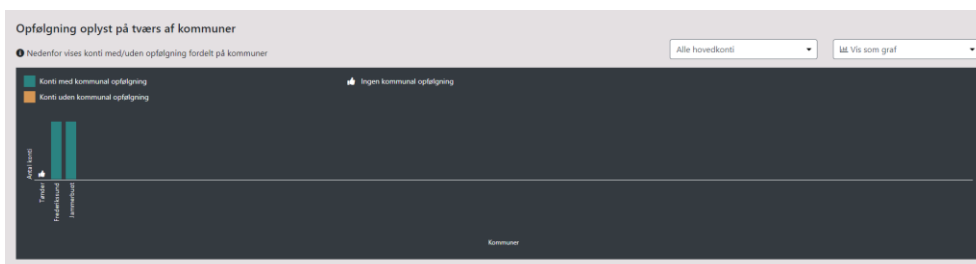 Opfølgning oplyst på tværs af kommuner
Nedenfor vises konti med/uden opfølgning fordelt på kommuner
Alle hovedkonti
Vis som graf
Konti med kommunal opfølgning
Ingen kommunal opfølgning
Konti uden kommunal opfølgning
Antal konti
Tønder
Frederikssund
Jammerbugt
Kommuner